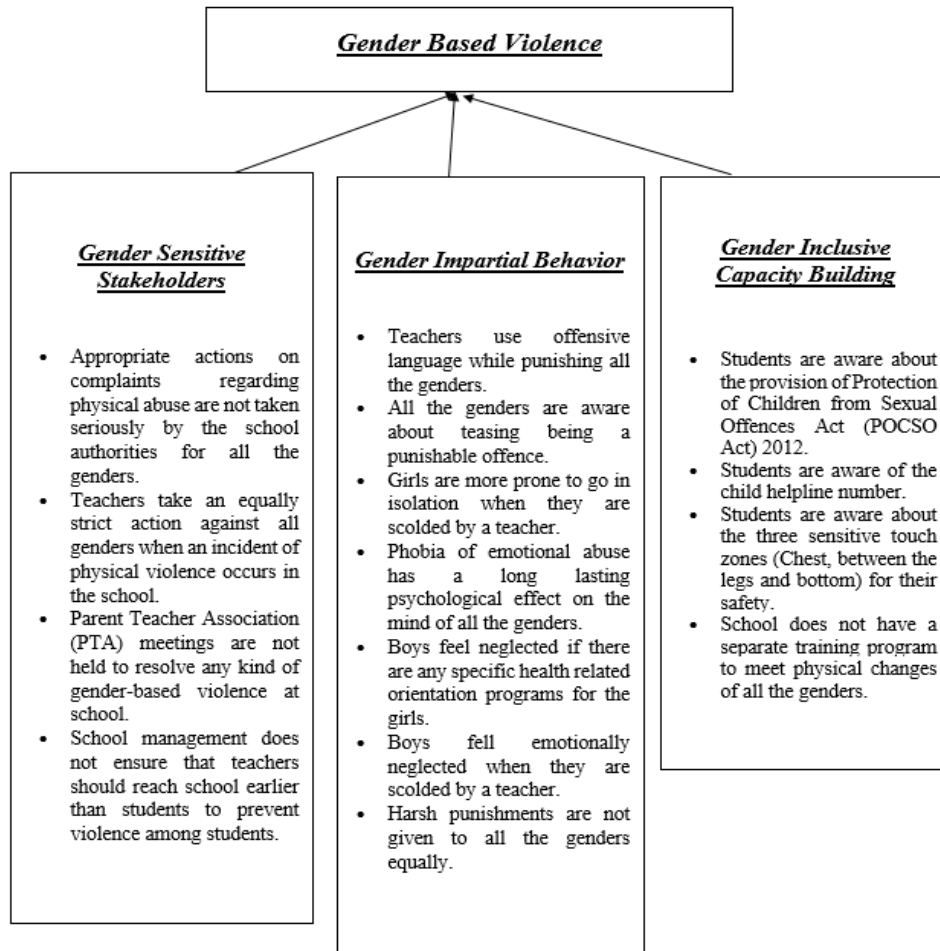 Gender Based Violence
Gender Sensitive
Stakeholders
• Appropriate actions on
complaints regarding
physical abuse are not taken
seriously by the school
authorities for all the
genders.
• Teachers take an equally
strict action against all
genders when an incident of
physical violence occurs in
the school.
• Parent Teacher Association
(PTA) meetings are not
held to resolve any kind of
gender-based violence at
school.
• School management does
not ensure that teachers
should reach school earlier
than students to prevent
violence among students.
Gender Impartial Behavior
• Teachers use offensive
language while punishing all
the genders.
• All the genders are aware
about teasing being a
punishable offence.
• Girls are more prone to go in
isolation when they are
scolded by a teacher.
• Phobia of emotional abuse
has a long lasting
psychological effect on the
mind of all the genders.
• Boys feel neglected if there
are any specific health related
orientation programs for the
girls.
• Boys fell emotionally
neglected when they are
scolded by a teacher.
• Harsh punishments are not
given to all the genders
equally.
Gender Inclusive
Capacity Building
• Students are aware about
the provision of Protection
of Children from Sexual
Offences Act (POCSO
Act) 2012.
• Students are aware of the
child helpline number.
• Students are aware about
the three sensitive touch
zones (Chest, between the
legs and bottom) for their
safety.
• School does not have a
separate training program
to meet physical changes
of all the genders.